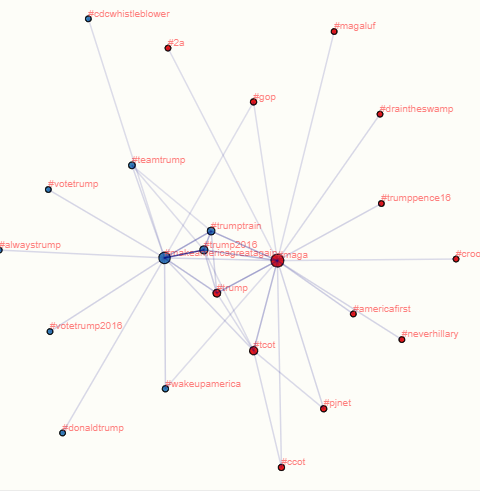 #cdcwhistleblower
#magaluf
#2a
#gop
#draintheswamp
#teamtrump
#votetrump
#trumppence16
#trumptrain
#alwaystrump
#trump2016
#makeamericagreatagain
#maga
#croo
#trump
#americafirst
#votetrump2016
#neverhillary
#tcot
#wakeupamerica
#pjnet
#donaldtrump
#ccot